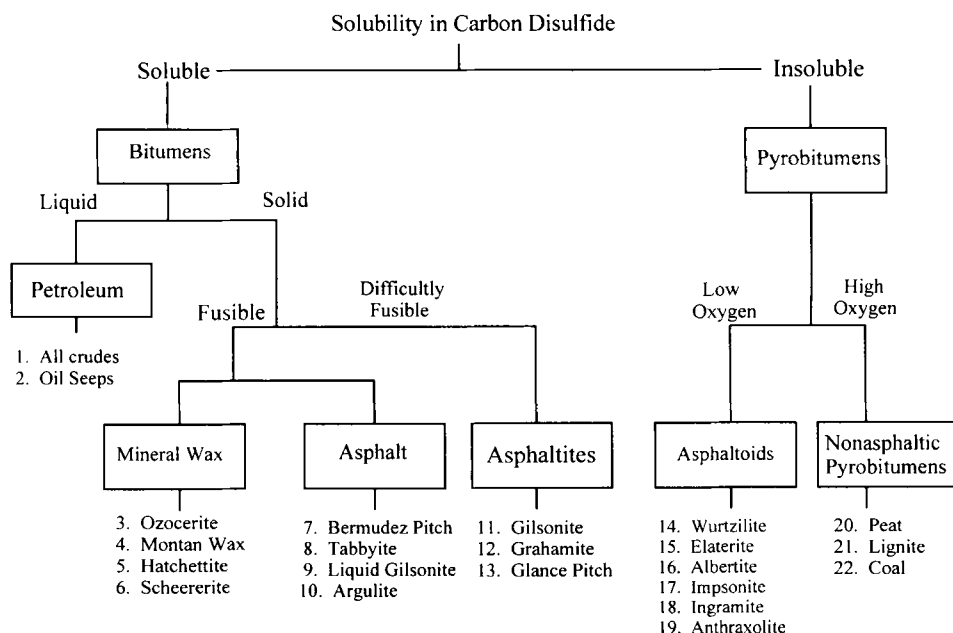 Solubility in Carbon Disulfide
Soluble
Insoluble
Bitumens
Pyrobitumens
Liquid
Solid
Petroleum
Fusible
Difficultly
Fusible
Low
Oxygen
High
Oxygen
1. All crudes
2. Oil Seeps
Mineral Wax
Asphalt
Asphaltites
Asphaltoids
Nonasphaltic
Pyrobitumens
3. Ozocerite
4. Montan Wax
5. Hatchettite
6. Scheererite
7. Bermudez Pitch
8. Tabbyite
9. Liquid Gilsonite
10. Argulite
11. Gilsonite
12. Grahamite
13. Glance Pitch
14. Wurtzilite
15. Elaterite
16. Albertite
17. Impsonite
18. Ingramite
19. Anthraxolite
20. Peat
21. Lignite
22. Coal